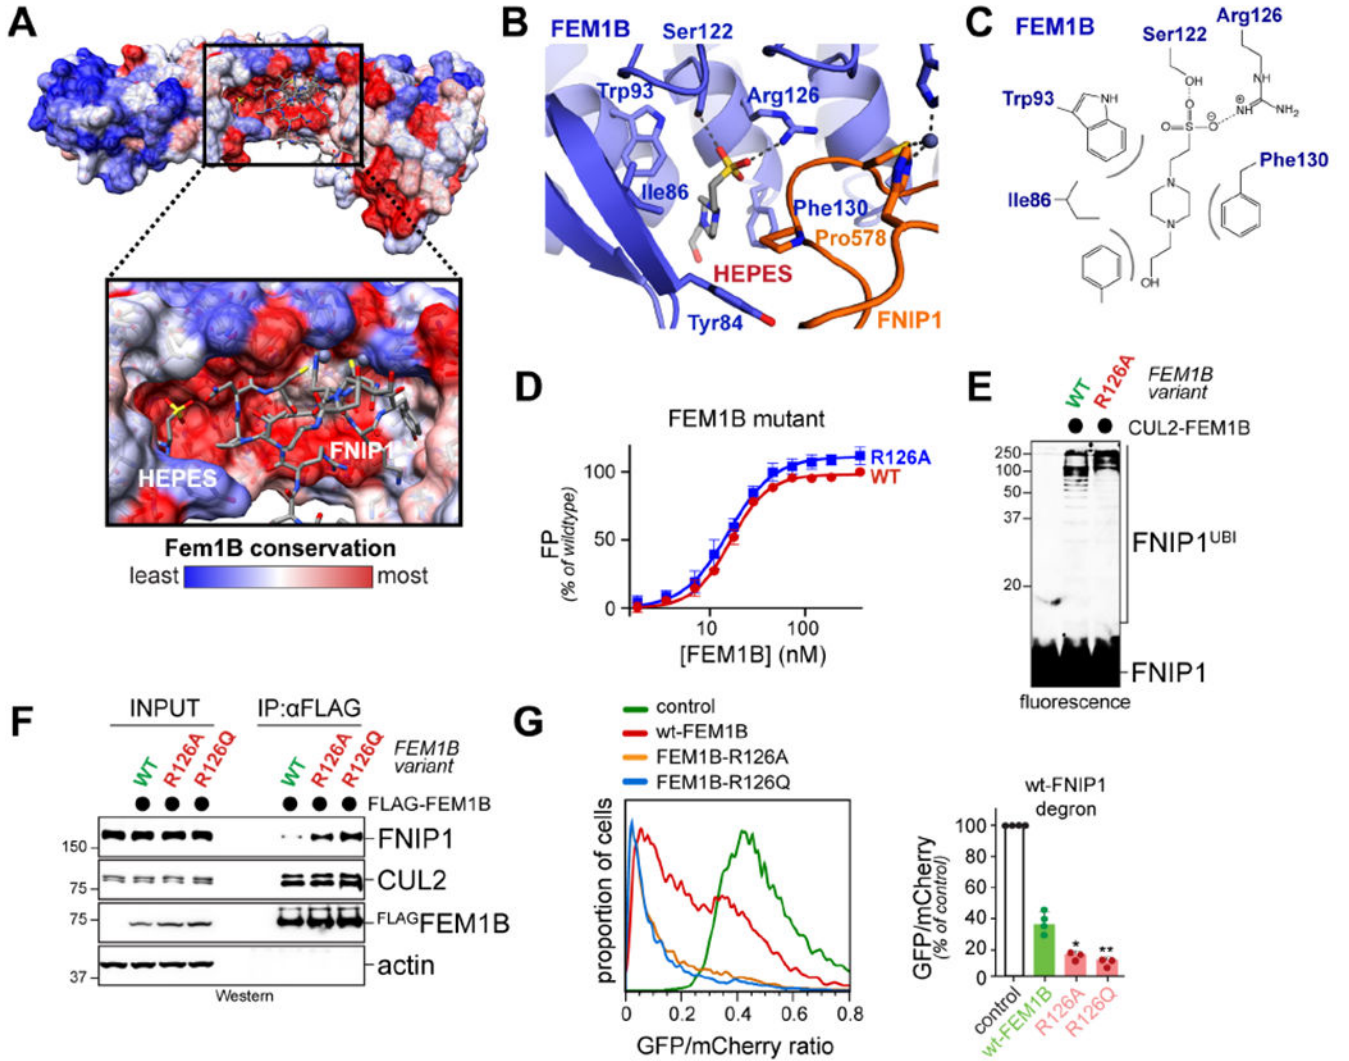 A
HEPES
FNIP1
Fem1B conservation
least
most
B
FEM1B
Ser122
Trp93
Arg126
Ile86
Phe130
Pro578
HEPES
Tyr84
FNIP1
C
FEM1B
Arg126
Ser122
OH
NH
Trp93
NH
O
⊕
NH
NH₂
O
S
O
⊖
Phe130
N
Ile86
N
OH
D
FEM1B mutant
R126A
WT
100
50
0
FP
(% of wildtype)
10
100
[FEM1B] (nM)
E
WT
R126A
FEM1B
variant
CUL2-FEM1B
250
100
50
37
20
FNIP1UBI
FNIP1
fluorescence
F
INPUT
IP:αFLAG
WT
R126A
R126Q
WT
R126A
R126Q
FEM1B
variant
FLAG-FEM1B
150
FNIP1
75
CUL2
75
FLAGFEM1B
37
actin
Western
G
control
wt-FEM1B
FEM1B-R126A
FEM1B-R126Q
proportion of cells
0
0.2
0.4
0.6
0.8
GFP/mCherry ratio
wt-FNIP1
degron
GFP/mCherry
(% of control)
100
80
60
40
20
0
*
**
control
wt-FEM1B
R126A
R126Q